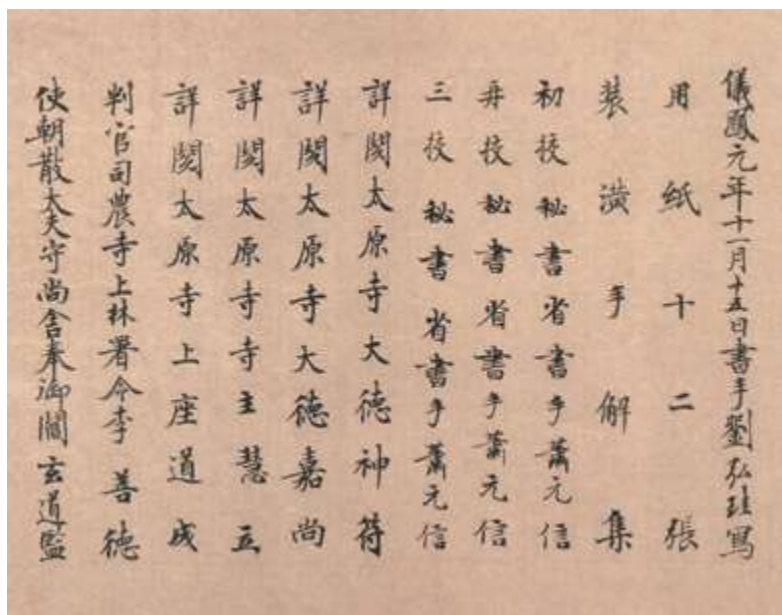 儀鳳元年十一月十五日書手劉弘珪寫
用紙十二張
装潢手解集
初校秘書省書手蕭元信
再校秘書省書手蕭元信
三校秘書省書手蕭元信
詳閱太原寺大德神符
詳閱太原寺大德嘉尚
詳閱太原寺寺主慧立
詳閱太原寺上座道成
判官司農寺上林署令李善德
使朝散大夫守尚舍奉御閻玄道監